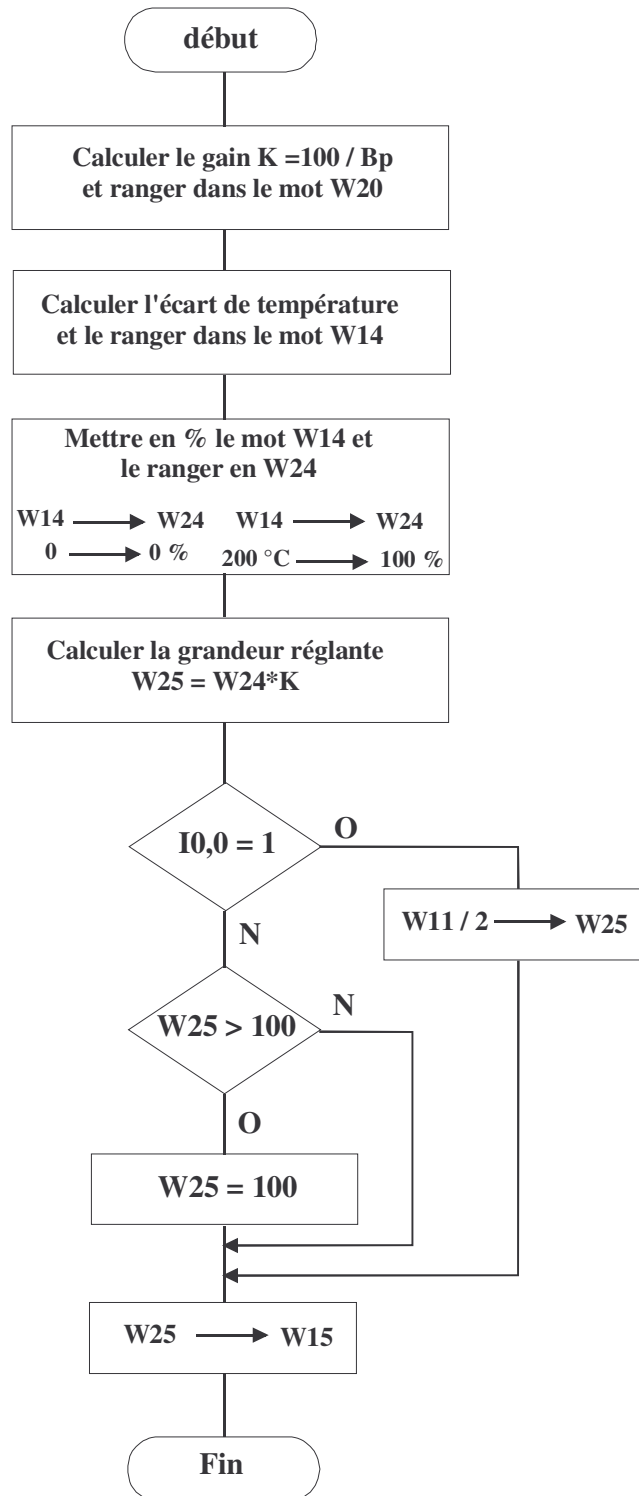 début
Calculer le gain K =100 / Bp
et ranger dans le mot W20
Calculer l'écart de température
et le ranger dans le mot W14
Mettre en % le mot W14 et
le ranger en W24
W14 W24 W14 W24
0 0 % 200 °C 100 %
Calculer la grandeur réglante
W25 = W24*K
I0,0 = 1
O
W11 / 2 W25
N
W25 > 100
N
O
W25 = 100
W25 W15
Fin